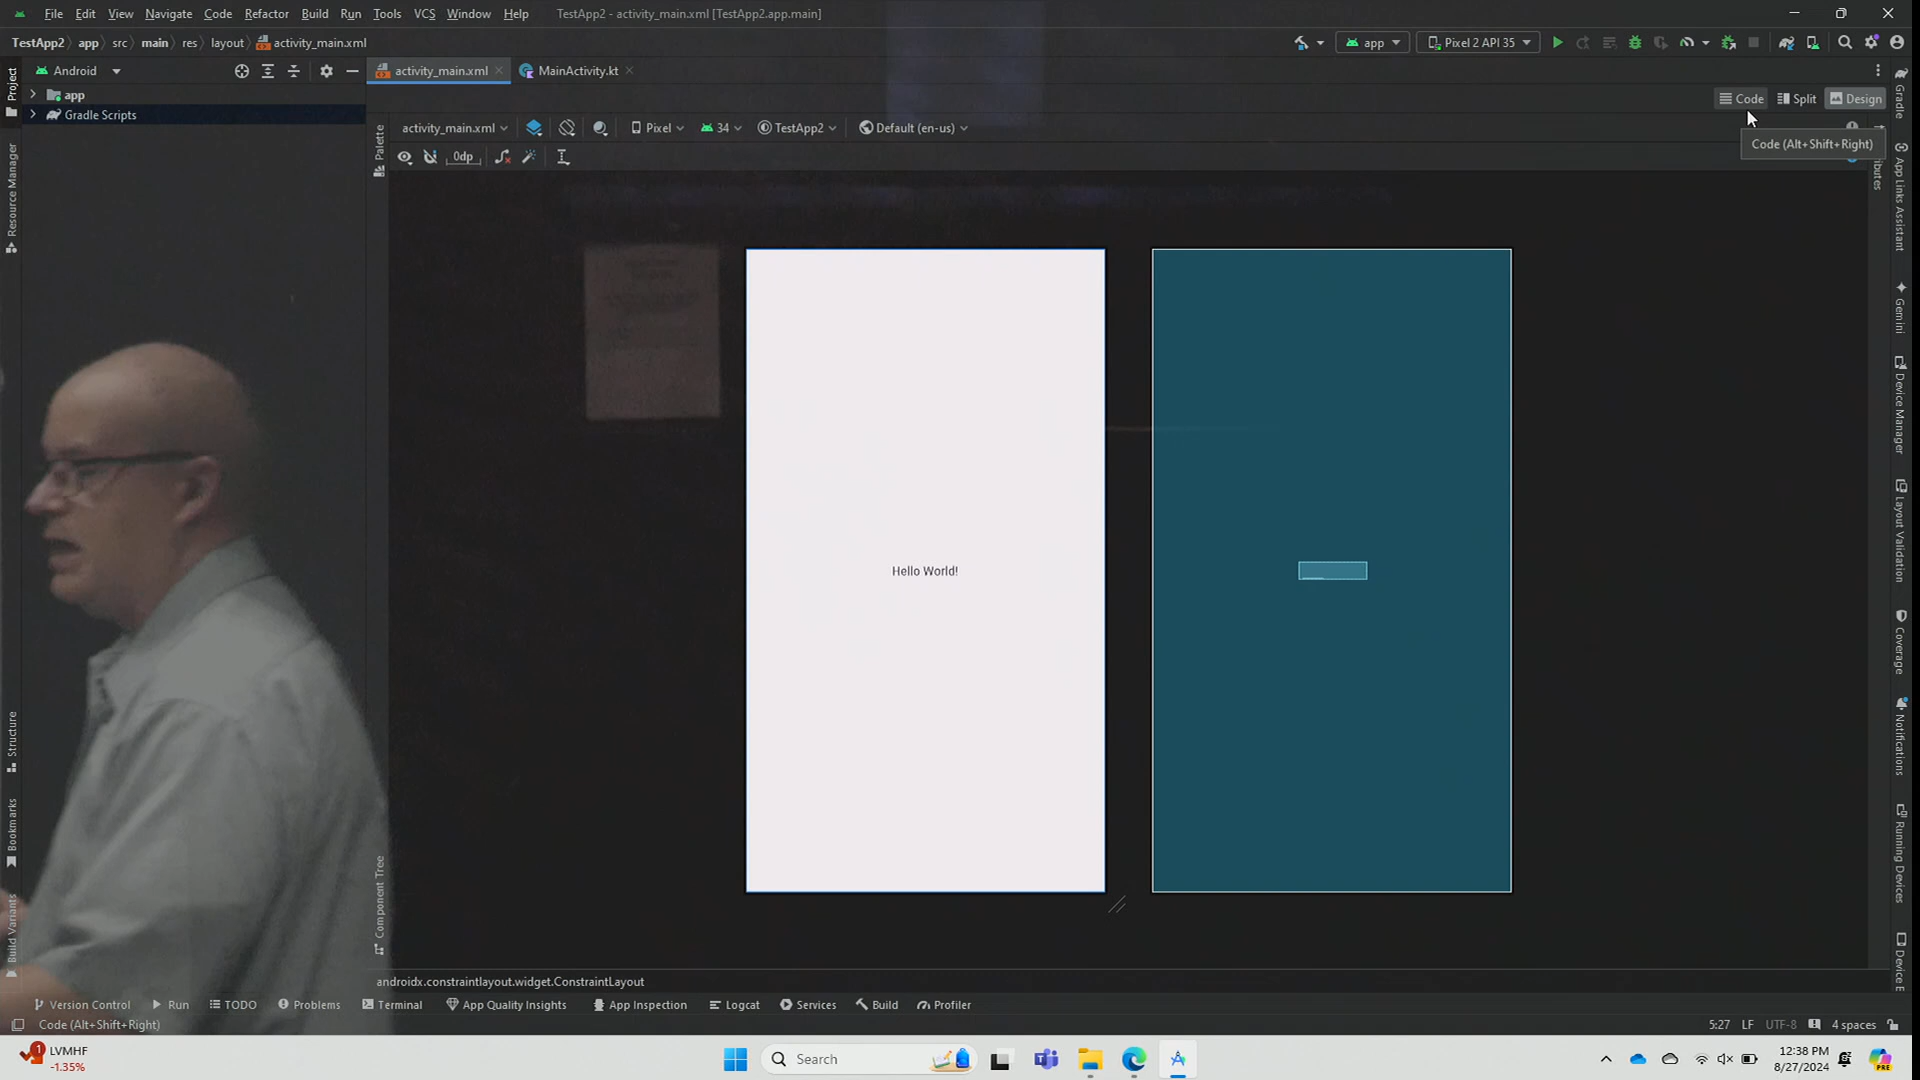 File Edit View Navigate Code Refactor Build Run Tools VCS Window Help TestApp2 - activity_main.xml [TestApp2.app.main]
TestApp2 app src main res layout activity_main.xml
app Pixel 2 API 35
Android
activity_main.xml MainActivity.kt
app
Gradle Scripts
Code Split Design
activity_main.xml Pixel 34 TestApp2 Default (en-us)
Code (Alt+Shift+Right)
0dp
Project
Resource Manager
Structure
Bookmarks
Build Variants
Palette
Component Tree
Hello World!
Gradle
App Links Assistant
Gemini
Device Manager
Layout Validation
Coverage
Notifications
Running Devices
Device E
butes
androidx.constraintlayout.widget.ConstraintLayout
Version Control Run TODO Problems Terminal App Quality Insights App Inspection Logcat Services Build Profiler
Code (Alt+Shift+Right)
5:27 LF UTF-8 4 spaces
1
LVMHF
-1.35%
Search
12:38 PM
8/27/2024
PRE